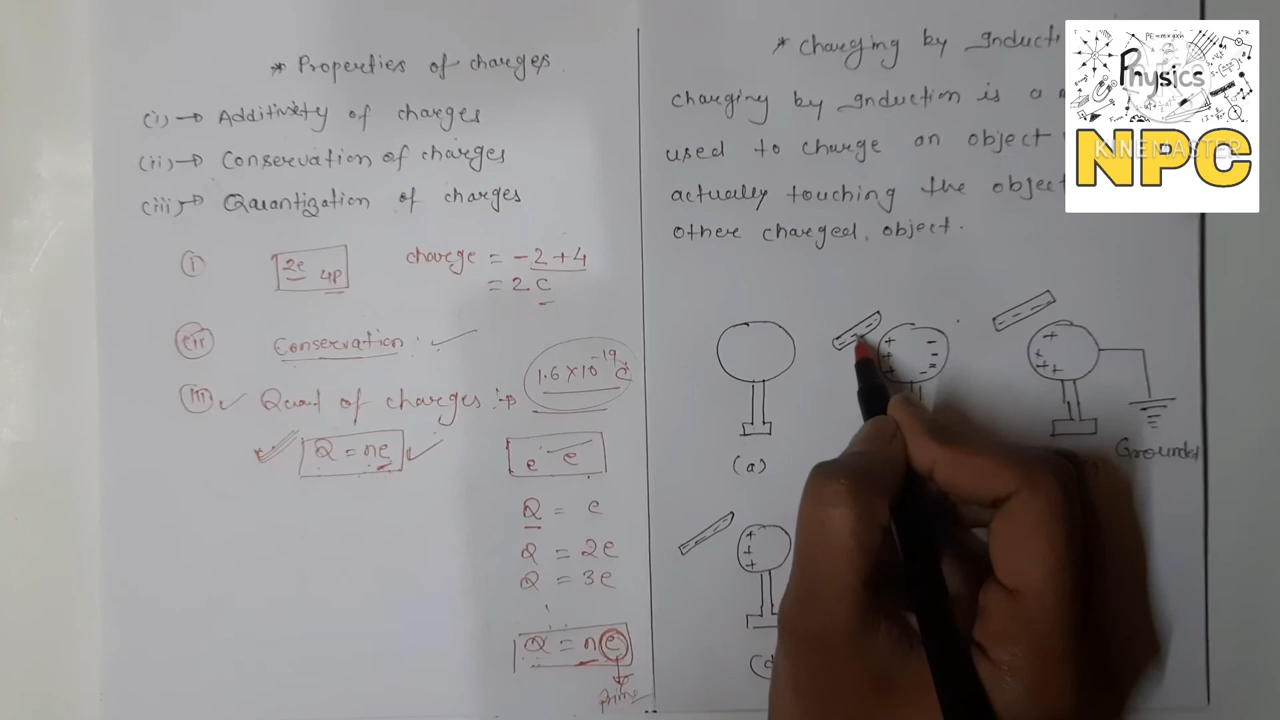 * Properties of charges
(i) → Additivity of charges
(ii) → Conservation of charges
(iii) → Quantization of charges
(i) 2e 4p charge = -2+4
= 2 C
(ii) Conservation :
(iii) Quant of charges :→ 1.6×10⁻¹⁹ C
Q = ne
e e
Q = e
Q = 2e
Q = 3e
Q = ne
* charging by Inducti
charging by Induction is a
used to charge an object
actually touching the object
other charged object.
(a)
Grounded
+ + + - - -
+ + + +
+ + +
(d
Physics
NPC
KINEMASTER